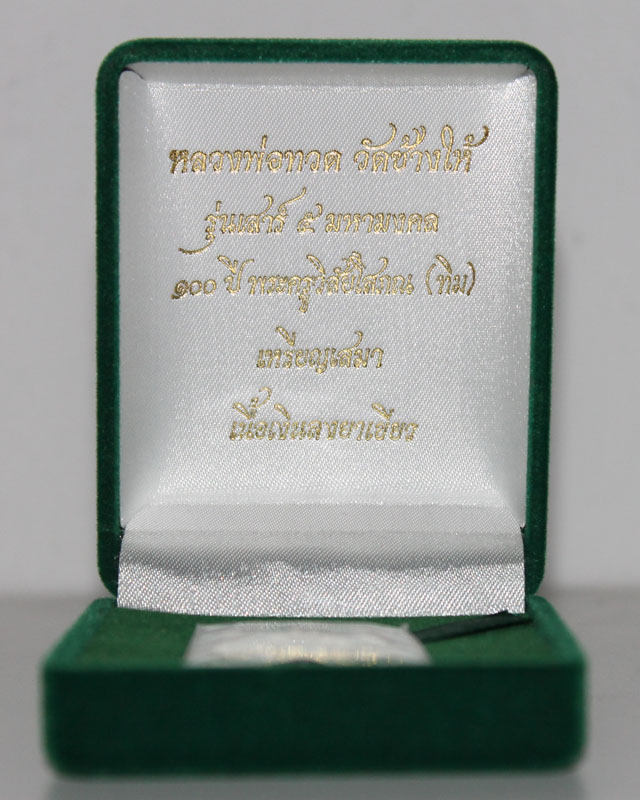 หลวงพ่อทวด วัดช้างให้
รุ่นเสาร์ ๕ มหามงคล
๑๐๐ ปี พระครูวิสัยโสภณ (ทิม)
เหรียญเสมา
เนื้อเงินลงยาเขียว